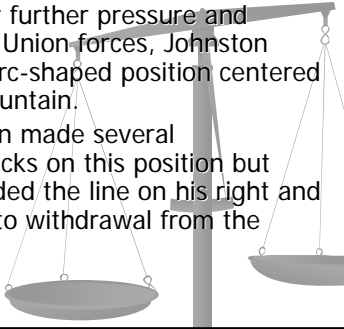 r further pressure and
Union forces, Johnston
rc-shaped position centered
untain.
n made several
cks on this position but
ded the line on his right and
to withdrawal from the